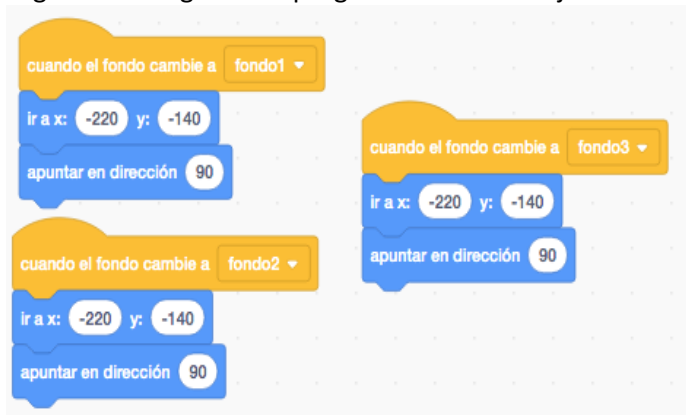 cuando el fondo cambie a fondo1
ir a x: -220 y: -140
apuntar en dirección 90
cuando el fondo cambie a fondo2
ir a x: -220 y: -140
apuntar en dirección 90
cuando el fondo cambie a fondo3
ir a x: -220 y: -140
apuntar en dirección 90